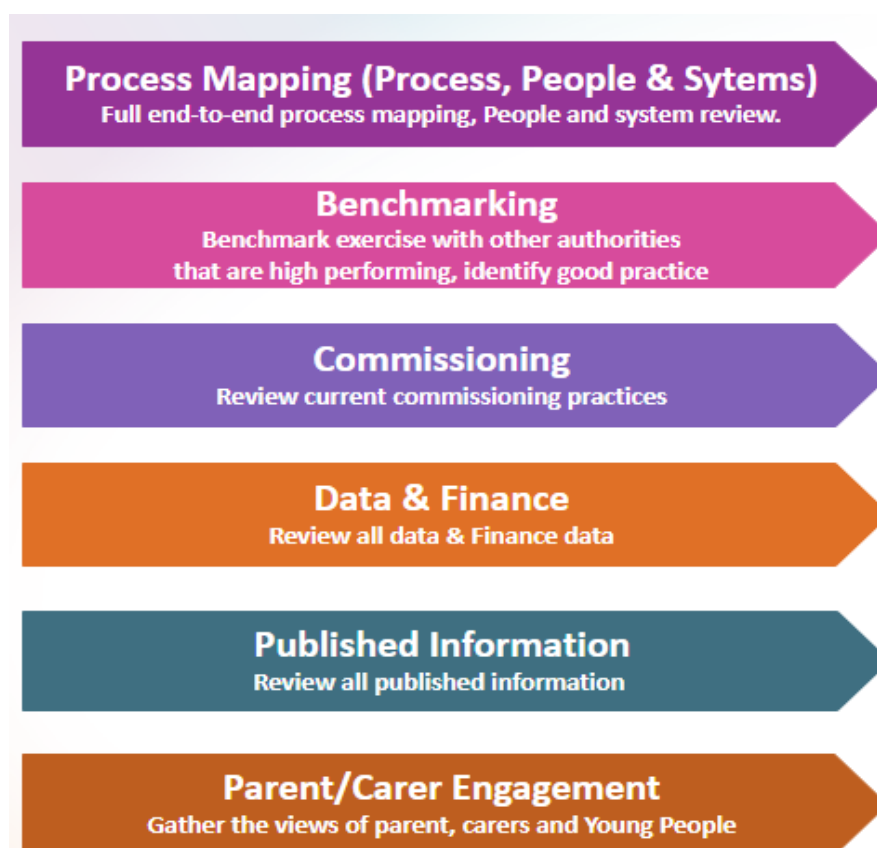 Process Mapping (Process, People & Sytems)
Full end-to-end process mapping, People and system review.
Benchmarking
Benchmark exercise with other authorities
that are high performing, identify good practice
Commissioning
Review current commissioning practices
Data & Finance
Review all data & Finance data
Published Information
Review all published information
Parent/Carer Engagement
Gather the views of parent, carers and Young People